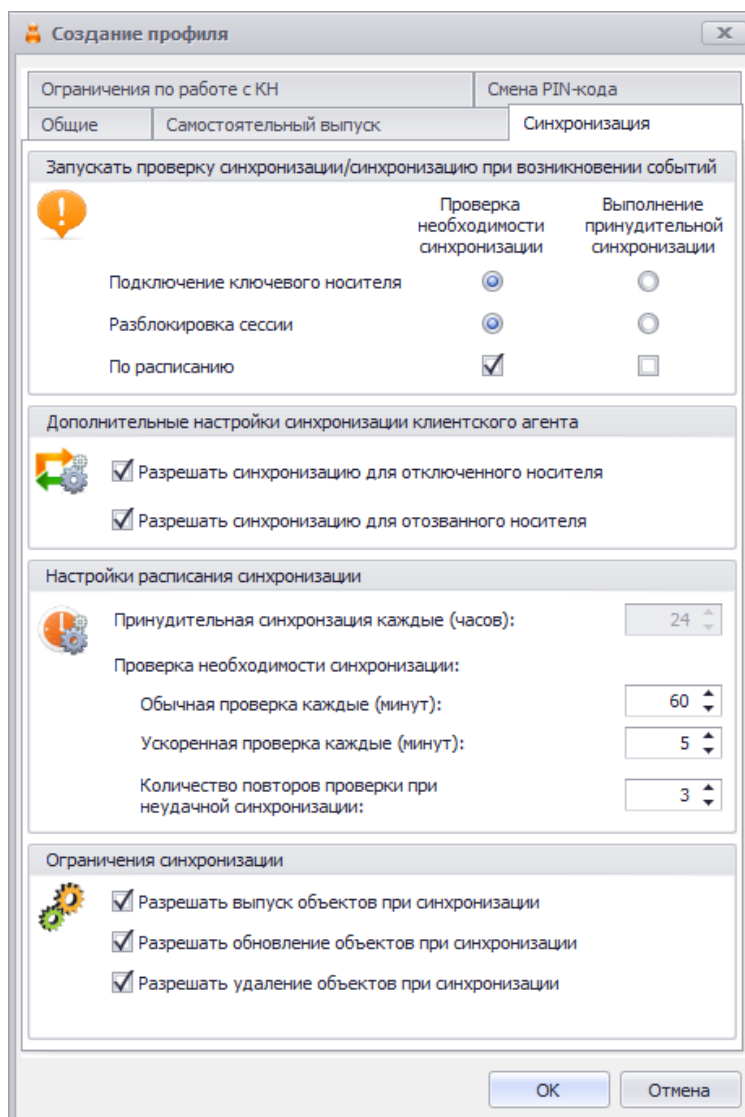 Создание профиля
Ограничения по работе с КН
Смена PIN-кода
Общие
Самостоятельный выпуск
Синхронизация
Запускать проверку синхронизации/синхронизацию при возникновении событий
Проверка
необходимости
синхронизации
Выполнение
принудительной
синхронизации
Подключение ключевого носителя
Разблокировка сессии
По расписанию
Дополнительные настройки синхронизации клиентского агента
Разрешать синхронизацию для отключенного носителя
Разрешать синхронизацию для отозванного носителя
Настройки расписания синхронизации
Принудительная синхронзация каждые (часов): 24
Проверка необходимости синхронизации:
Обычная проверка каждые (минут): 60
Ускоренная проверка каждые (минут): 5
Количество повторов проверки при
неудачной синхронизации: 3
Ограничения синхронизации
Разрешать выпуск объектов при синхронизации
Разрешать обновление объектов при синхронизации
Разрешать удаление объектов при синхронизации
OK
Отмена